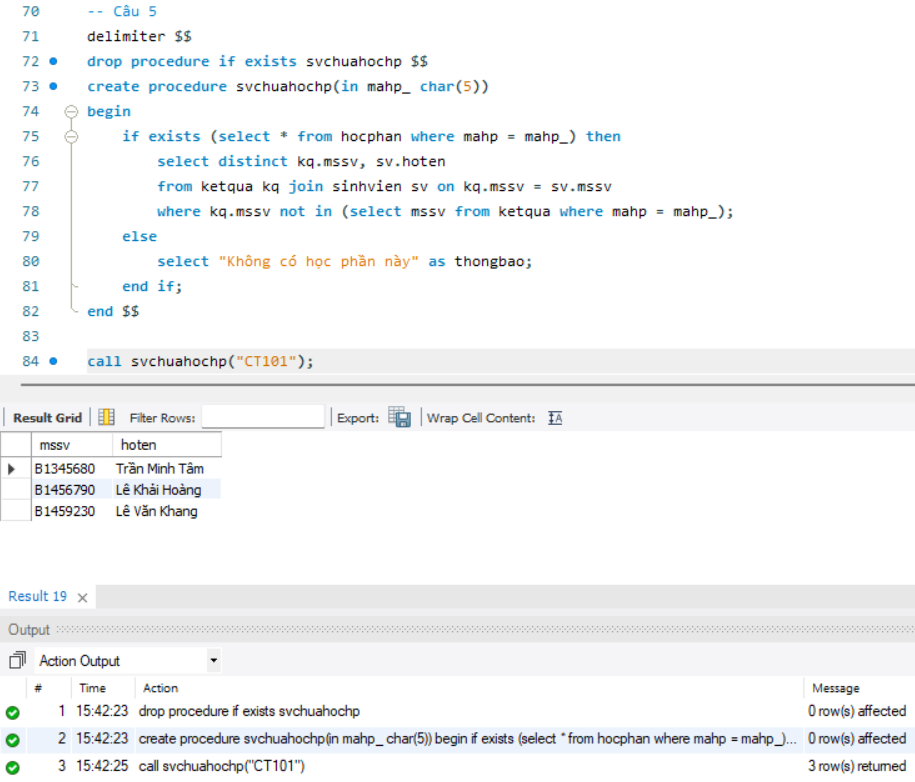 70 -- Câu 5
71 delimiter $$
72 drop procedure if exists svchuahochp $$
73 create procedure svchuahochp(in mahp_ char(5))
74 begin
75 if exists (select * from hocphan where mahp = mahp_) then
76 select distinct kq.mssv, sv.hoten
77 from ketqua kq join sinhvien sv on kq.mssv = sv.mssv
78 where kq.mssv not in (select mssv from ketqua where mahp = mahp_);
79 else
80 select "Không có học phần này" as thongbao;
81 end if;
82 end $$
83
84 call svchuahochp("CT101");
Result Grid Filter Rows: Export: Wrap Cell Content: IA
mssv hoten
B1345680 Trần Minh Tâm
B1456790 Lê Khải Hoàng
B1459230 Lê Văn Khang
Result 19 ×
Output
Action Output
# Time Action Message
1 15:42:23 drop procedure if exists svchuahochp 0 row(s) affected
2 15:42:23 create procedure svchuahochp(in mahp_ char(5)) begin if exists (select * from hocphan where mahp = mahp_)... 0 row(s) affected
3 15:42:25 call svchuahochp("CT101") 3 row(s) returned